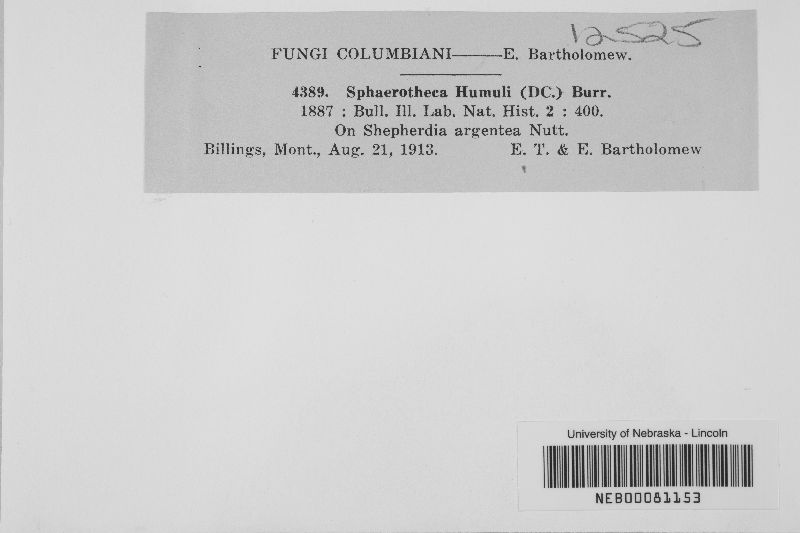 12525
FUNGI COLUMBIANI———E. Bartholomew.
4389. Sphaerotheca Humuli (DC.) Burr.
1887 : Bull. Ill. Lab. Nat. Hist. 2 : 400.
On Shepherdia argentea Nutt.
Billings, Mont., Aug. 21, 1913. E. T. & E. Bartholomew
University of Nebraska - Lincoln
NEB00081153